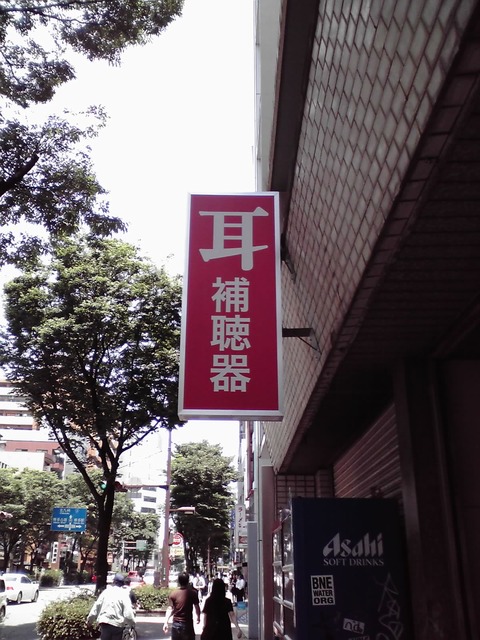 耳
補聴器
Asahi
SOFT DRINKS
BNE
WATER
ORG